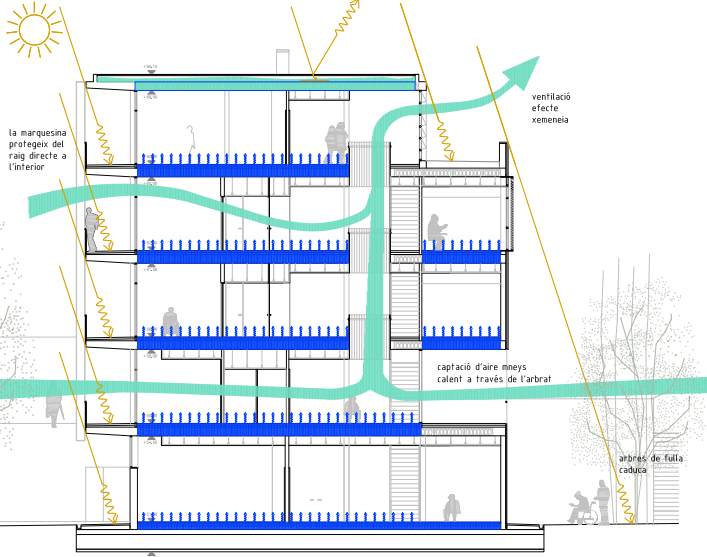 la marquesina
protegeix del
raig directe a
l'interior
ventilació
efecte
xemeneia
captació d'aire mneys
calent a través de l'arbrat
arbres de fulla
caduca